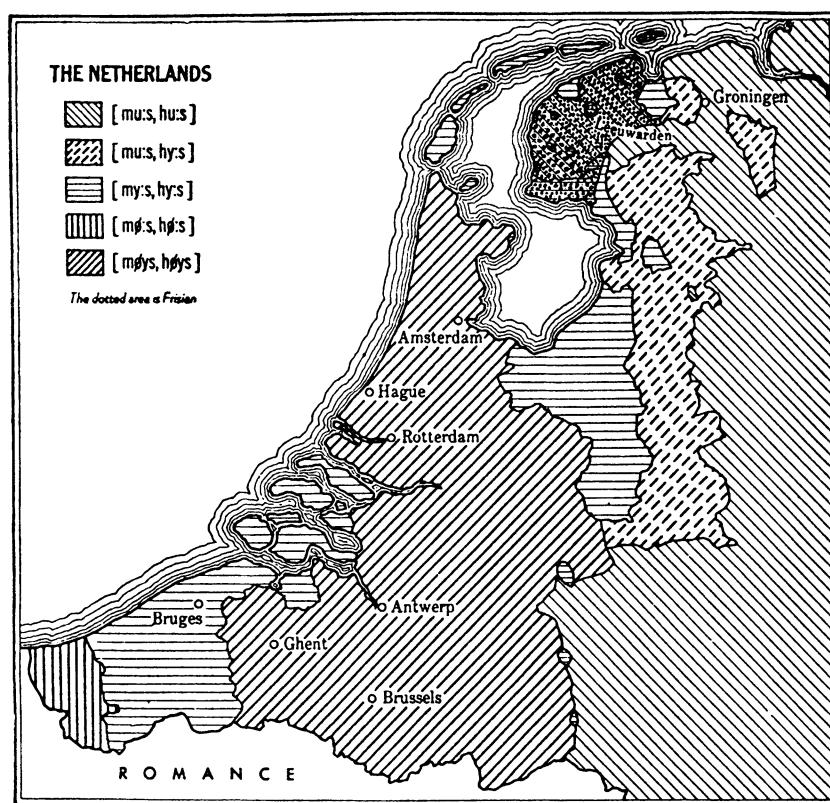 THE NETHERLANDS
[mu:s, hu:s]
[mu:s, hy:s]
[my:s, hy:s]
[mø:s, hø:s]
[møys, høys]
The dotted area is Frisian
Groningen
Leeuwarden
Amsterdam
Hague
Rotterdam
Antwerp
Bruges
Ghent
Brussels
ROMANCE